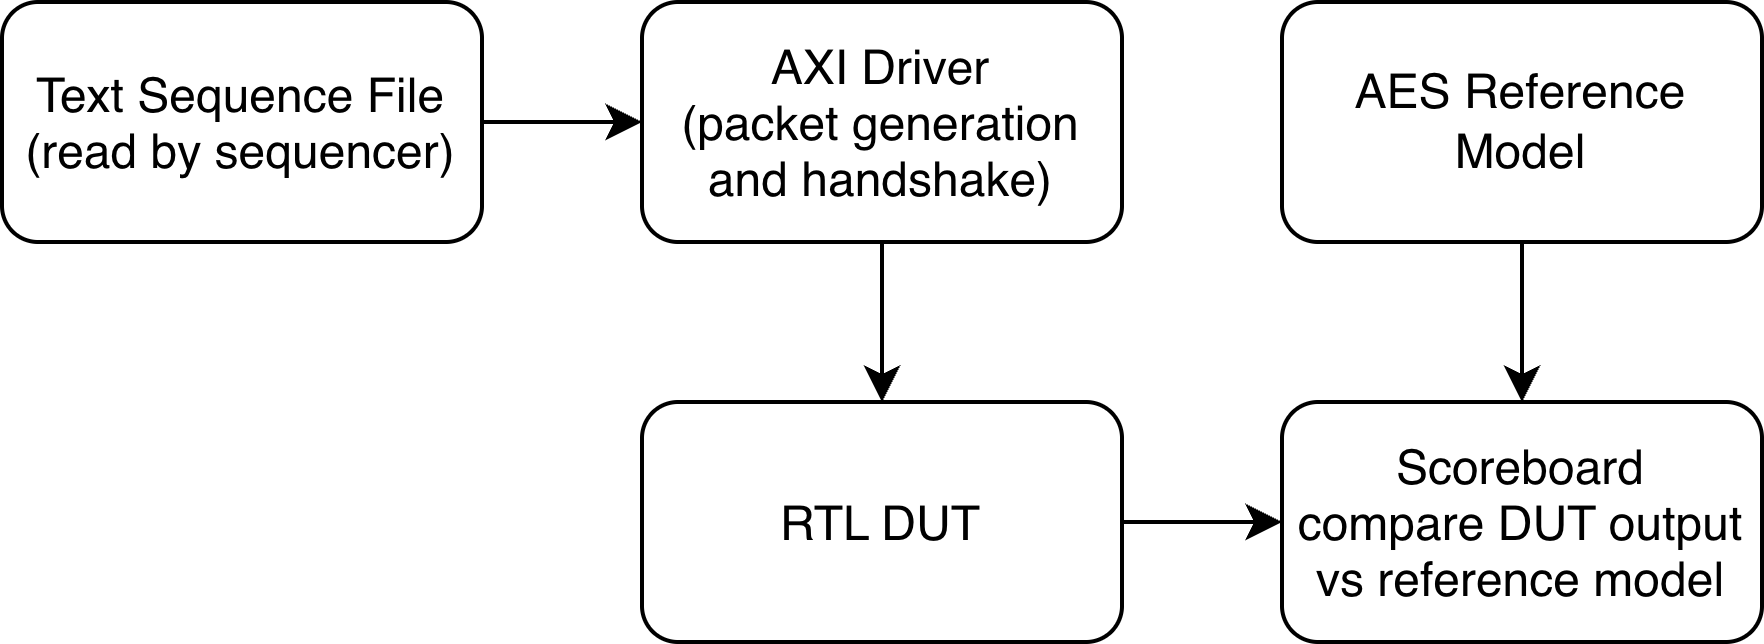 Text Sequence File
(read by sequencer)
AXI Driver
(packet generation
and handshake)
AES Reference
Model
RTL DUT
Scoreboard
compare DUT output
vs reference model